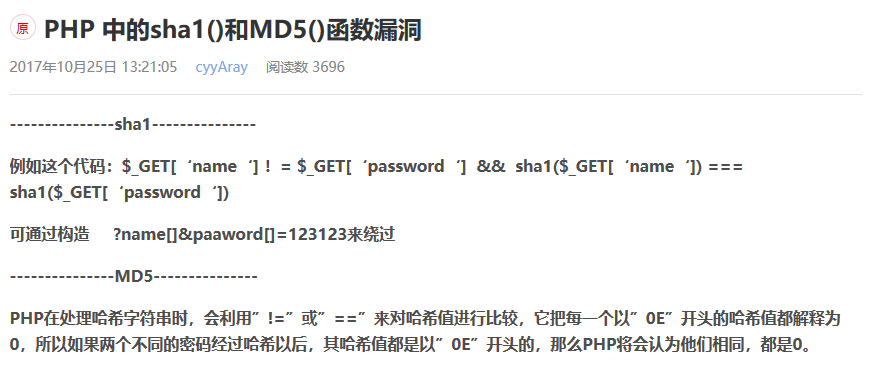 原 PHP 中的sha1()和MD5()函数漏洞
2017年10月25日 13:21:05 cyyAray 阅读数 3696
---------------sha1---------------
例如这个代码：$_GET[‘name‘]！= $_GET[‘password‘] && sha1($_GET[‘name‘]) ===
sha1($_GET[‘password‘])
可通过构造 ?name[]&paaword[]=123123来绕过
---------------MD5---------------
PHP在处理哈希字符串时，会利用”!=”或”==”来对哈希值进行比较，它把每一个以”0E”开头的哈希值都解释为
0，所以如果两个不同的密码经过哈希以后，其哈希值都是以”0E”开头的，那么PHP将会认为他们相同，都是0。